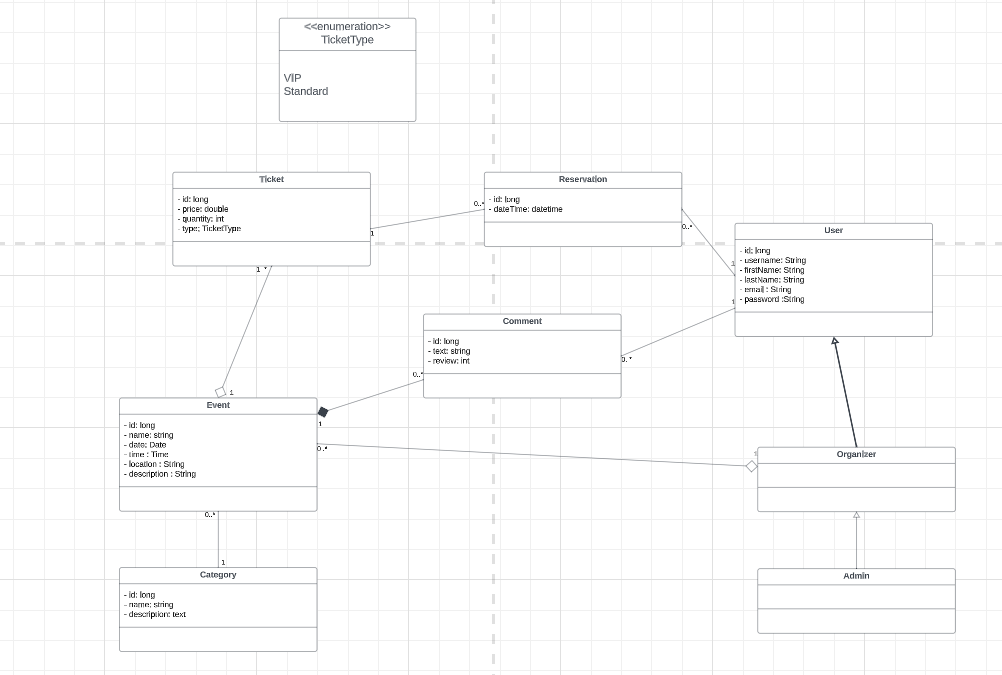 <<enumeration>>
TicketType
VIP
Standard
Ticket
- id: long
- price: double
- quantity: int
- type; TicketType
1
1 *
Reservation
- id: long
- dateTime: datetime
0..*
0..*
User
- id; long
- username: String
- firstName: String
- lastName: String
- email : String
- password :String
1
1
Comment
- id: long
- text: string
- review: int
0. *
0..*
1
Event
- id: long
- name: string
- date; Date
- time : Time
- location : String
- description : String
1
0 .*
0..*
1
Organizer
1
Category
- id: long
- name; string
- description: text
Admin